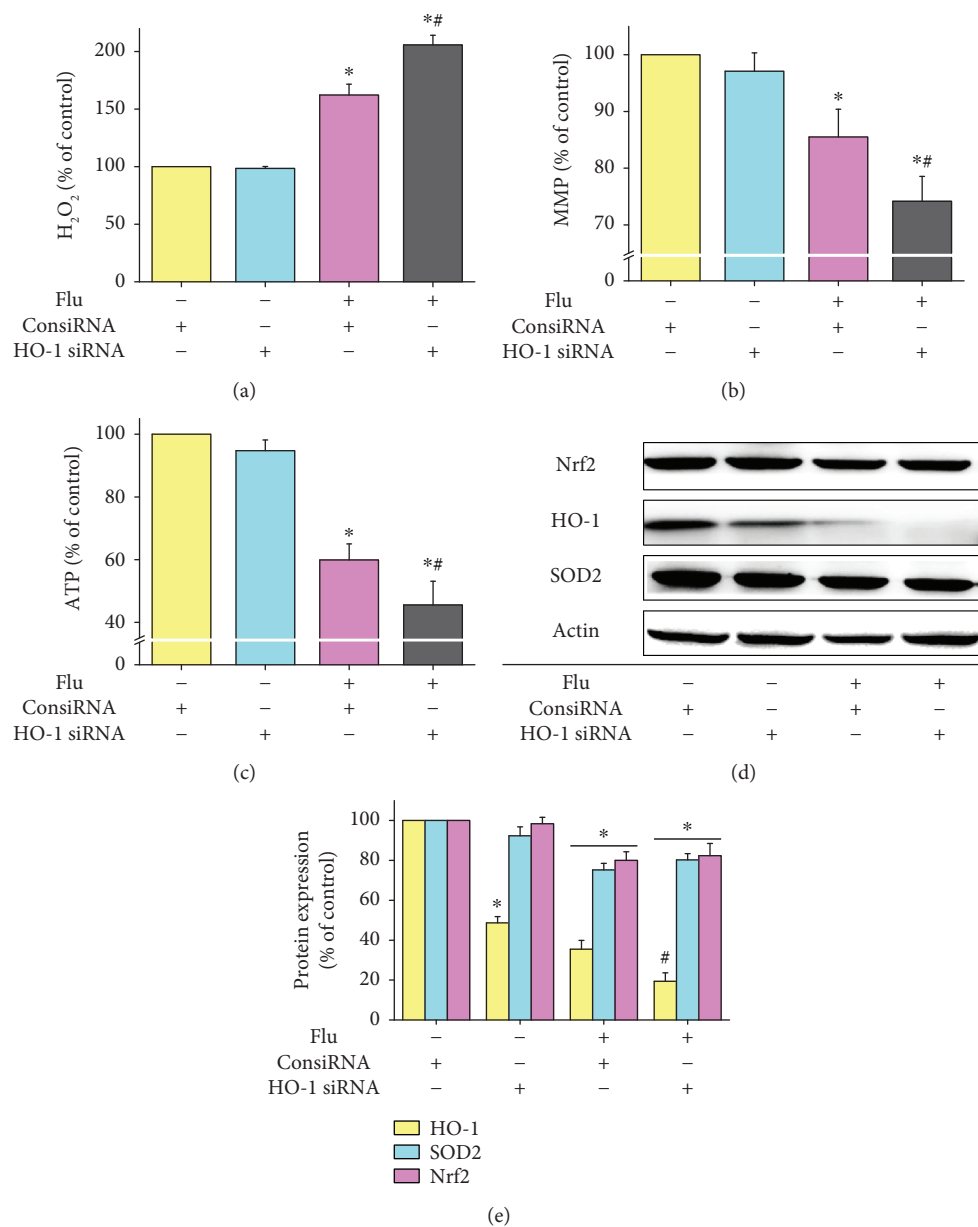 *#
*
200
150
100
50
0
H₂O₂ (% of control)
Flu − − + +
ConsiRNA + − + −
HO-1 siRNA − + − +
(a)
*
*#
100
90
80
70
0
MMP (% of control)
Flu − − + +
ConsiRNA + − + −
HO-1 siRNA − + − +
(b)
*
*#
100
80
60
40
0
ATP (% of control)
Flu − − + +
ConsiRNA + − + −
HO-1 siRNA − + − +
(c)
Nrf2
HO-1
SOD2
Actin
Flu − − + +
ConsiRNA + − + −
HO-1 siRNA − + − +
(d)
* *
*
#
100
80
60
40
20
0
Protein expression
(% of control)
Flu − − + +
ConsiRNA + − + −
HO-1 siRNA − + − +
HO-1
SOD2
Nrf2
(e)